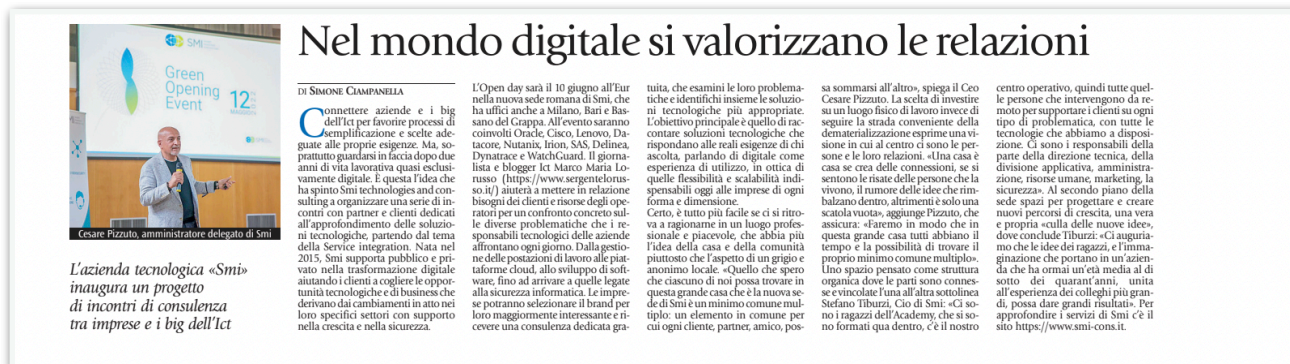 SMI
Green
Opening
Event
12
Cesare Pizzuto, amministratore delegato di Smi
L'azienda tecnologica «Smi»
inaugura un progetto
di incontri di consulenza
tra imprese e i big dell'Ict
Nel mondo digitale si valorizzano le relazioni
DI SIMONE CIAMPANELLA
Connettere aziende e i big
dell'Ict per favorire processi di
semplificazione e scelte ade-
guate alle proprie esigenze. Ma, so-
prattutto guardarsi in faccia dopo due
anni di vita lavorativa quasi esclusi-
vamente digitale. È questa l'idea che
ha spinto Smi technologies and con-
sulting a organizzare una serie di in-
contri con partner e clienti dedicati
all'approfondimento delle soluzio-
ni tecnologiche, partendo dal tema
della Service integration. Nata nel
2015, Smi supporta pubblico e pri-
vato nella trasformazione digitale
aiutando i clienti a cogliere le oppor-
tunità tecnologiche e di business che
derivano dai cambiamenti in atto nei
loro specifici settori con supporto
nella crescita e nella sicurezza.
L'Open day sarà il 10 giugno all'Eur
nella nuova sede romana di Smi, che
ha uffici anche a Milano, Bari e Bas-
sano del Grappa. All'evento saranno
coinvolti Oracle, Cisco, Lenovo, Da-
tacore, Nutanix, Irion, SAS, Delinea,
Dynatrace e WatchGuard. Il giorna-
lista e blogger Ict Marco Maria Lo-
russo (https://www.sergentelorus-
so.it/) aiuterà a mettere in relazione
bisogni dei clienti e risorse degli ope-
ratori per un confronto concreto sul-
le diverse problematiche che i re-
sponsabili tecnologici delle aziende
affrontano ogni giorno. Dalla gestio-
ne delle postazioni di lavoro alle piat-
taforme cloud, allo sviluppo di soft-
ware, fino ad arrivare a quelle legate
alla sicurezza informatica. Le impre-
se potranno selezionare il brand per
loro maggiormente interessante e ri-
cevere una consulenza dedicata gra-
tuita, che esamini le loro problema-
tiche e identifichi insieme le soluzio-
ni tecnologiche più appropriate.
L'obiettivo principale è quello di rac-
contare soluzioni tecnologiche che
rispondano alle reali esigenze di chi
ascolta, parlando di digitale come
esperienza di utilizzo, in ottica di
quelle flessibilità e scalabilità indi-
spensabili oggi alle imprese di ogni
forma e dimensione.
Certo, è tutto più facile se ci si ritro-
va a ragionarne in un luogo profes-
sionale e piacevole, che abbia più
l'idea della casa e della comunità
piuttosto che l'aspetto di un grigio e
anonimo locale. «Quello che spero
che ciascuno di noi possa trovare in
questa grande casa che è la nuova se-
de di Smi è un minimo comune mul-
tiplo: un elemento in comune per
cui ogni cliente, partner, amico, pos-
sa sommarsi all'altro», spiega il Ceo
Cesare Pizzuto. La scelta di investire
su un luogo fisico di lavoro invece di
seguire la strada conveniente della
dematerializzazione esprime una vi-
sione in cui al centro ci sono le per-
sone e le loro relazioni. «Una casa è
casa se crea delle connessioni, se si
sentono le risate delle persone che la
vivono, il rumore delle idee che rim-
balzano dentro, altrimenti è solo una
scatola vuota», aggiunge Pizzuto, che
assicura: «Faremo in modo che in
questa grande casa tutti abbiano il
tempo e la possibilità di trovare il
proprio minimo comune multiplo».
Uno spazio pensato come struttura
organica dove le parti sono connes-
se e vincolate l'una all'altra sottolinea
Stefano Tiburzi, Cio di Smi: «Ci so-
no i ragazzi dell'Academy, che si so-
no formati qua dentro, c'è il nostro
centro operativo, quindi tutte quel-
le persone che intervengono da re-
moto per supportare i clienti su ogni
tipo di problematica, con tutte le
tecnologie che abbiamo a disposi-
zione. Ci sono i responsabili della
parte della direzione tecnica, della
divisione applicativa, amministra-
zione, risorse umane, marketing, la
sicurezza». Al secondo piano della
sede spazi per progettare e creare
nuovi percorsi di crescita, una vera
e propria «culla delle nuove idee»,
dove conclude Tiburzi: «Ci auguria-
mo che le idee dei ragazzi, e l'imma-
ginazione che portano in un'azien-
da che ha ormai un'età media al di
sotto dei quarant'anni, unita
all'esperienza dei colleghi più gran-
di, possa dare grandi risultati». Per
approfondire i servizi di Smi c'è il
sito https://www.smi-cons.it.